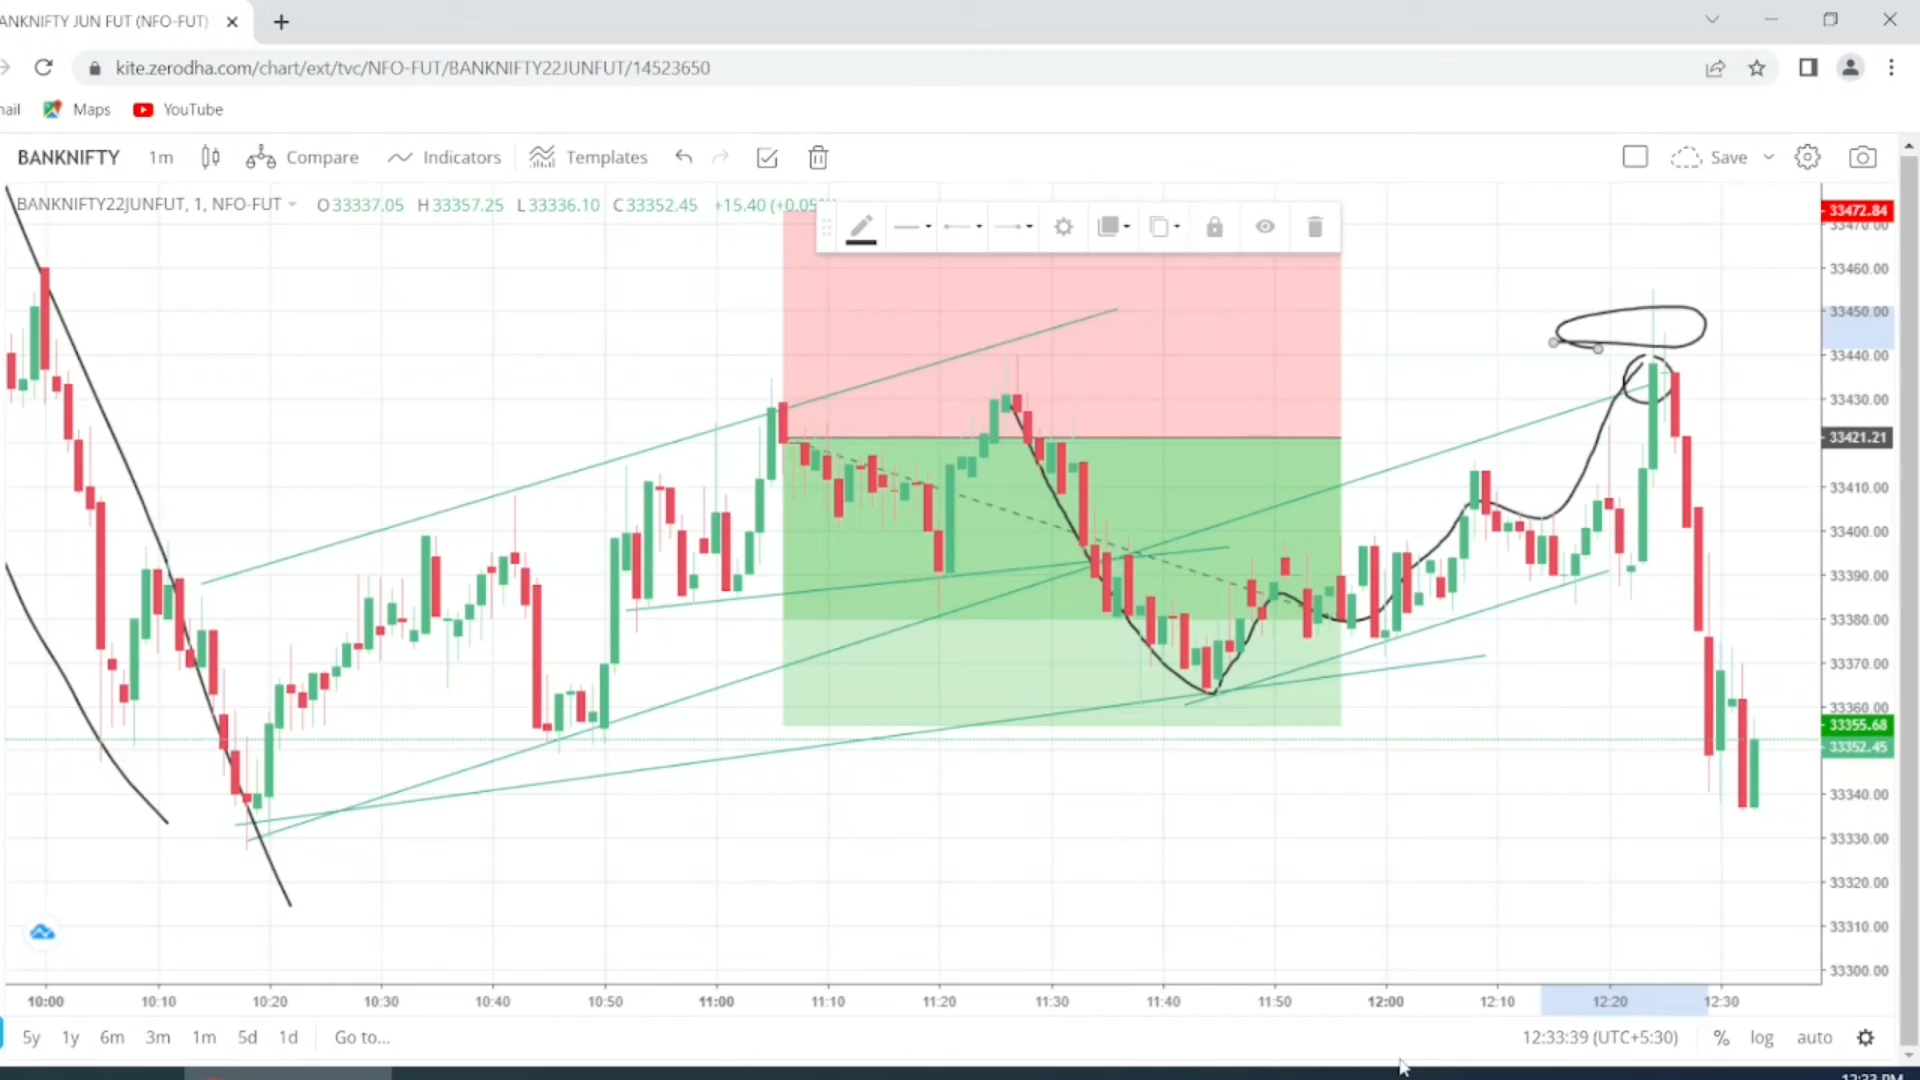 ANKNIFTY JUN FUT (NFO-FUT)
kite.zerodha.com/chart/ext/tvc/NFO-FUT/BANKNIFTY22JUNFUT/14523650
Maps YouTube
BANKNIFTY 1m Compare Indicators Templates Save
BANKNIFTY22JUNFUT, 1, NFO-FUT O33337.05 H33357.25 L33336.10 C33352.45 +15.40
33472.84
33470.00
33460.00
33450.00
33440.00
33430.00
33421.21
33410.00
33400.00
33390.00
33380.00
33370.00
33360.00
33355.68
33352.45
33340.00
33330.00
33320.00
33310.00
33300.00
10:00 10:10 10:20 10:30 10:40 10:50 11:00 11:10 11:20 11:30 11:40 11:50 12:00 12:10 12:20 12:30
5y 1y 6m 3m 1m 5d 1d Go to... 12:33:39 (UTC+5:30) % log auto